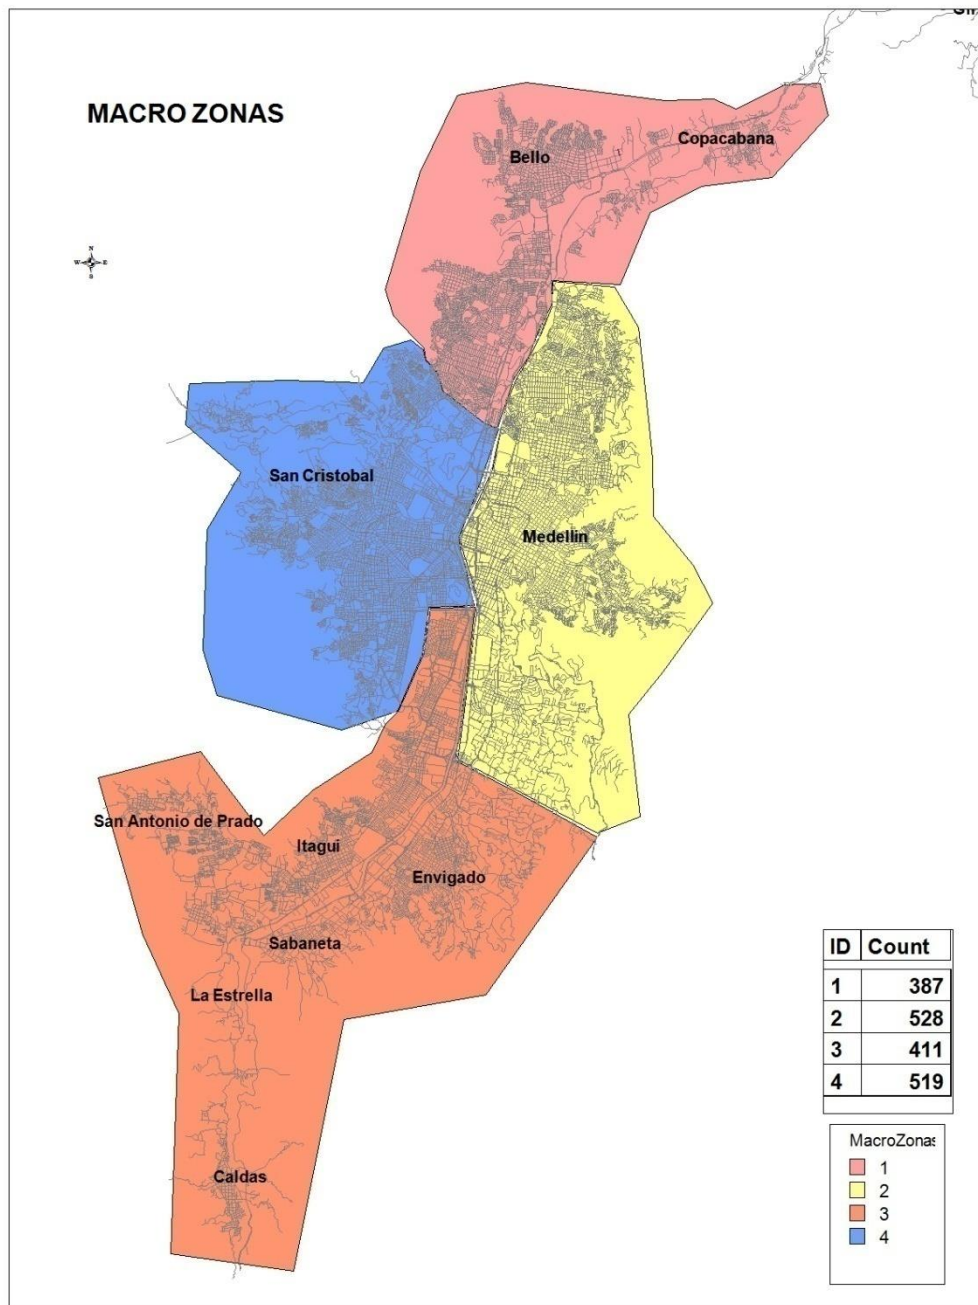 MACRO ZONAS
Copacabana
Bello
N
W E
S
San Cristobal
Medellin
San Antonio de Prado
Itagui
Envigado
Sabaneta
La Estrella
Caldas
ID Count
1 387
2 528
3 411
4 519
MacroZonas
1
2
3
4